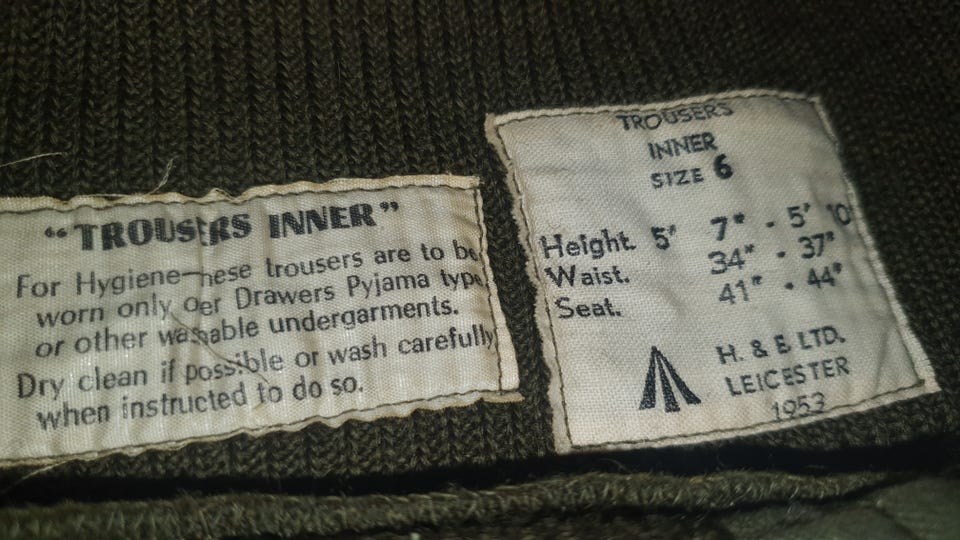 “TROUSERS INNER”
For Hygiene—hese trousers are to be
worn only oer Drawers Pyjama type
or other washable undergarments.
Dry clean if possible or wash carefully
when instructed to do so.
TROUSERS
INNER
SIZE 6
Height. 5' 7" - 5' 10"
Waist. 34" - 37"
Seat. 41" - 44"
H. & E LTD.
LEICESTER
1953